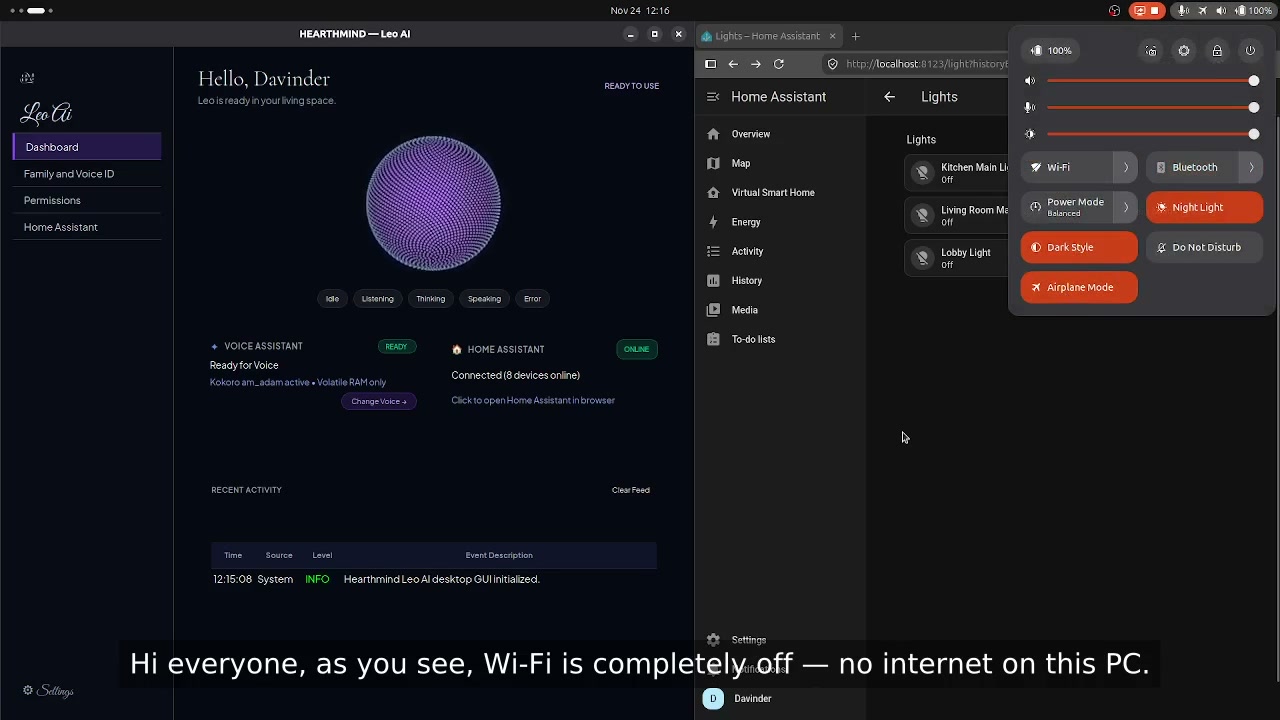 Nov 24 12:16
100%
HEARTHMIND — Leo AI
Leo Ai
Dashboard
Family and Voice ID
Permissions
Home Assistant
Settings
Hello, Davinder
Leo is ready in your living space.
READY TO USE
Idle
Listening
Thinking
Speaking
Error
VOICE ASSISTANT
READY
Ready for Voice
Kokoro am_adam active • Volatile RAM only
Change Voice →
HOME ASSISTANT
ONLINE
Connected (8 devices online)
Click to open Home Assistant in browser
RECENT ACTIVITY
Clear Feed
Time Source Level Event Description
12:15:08 System INFO Hearthmind Leo AI desktop GUI initialized.
Lights – Home Assistant
http://localhost:8123/light?history
Home Assistant
Overview
Map
Virtual Smart Home
Energy
Activity
History
Media
To-do lists
Settings
D Davinder
Lights
Lights
Kitchen Main
Off
Living Room
Off
Lobby Light
Off
100%
Wi-Fi
Bluetooth
Power Mode
Balanced
Night Light
Dark Style
Do Not Disturb
Airplane Mode
Hi everyone, as you see, Wi-Fi is completely off — no internet on this PC.